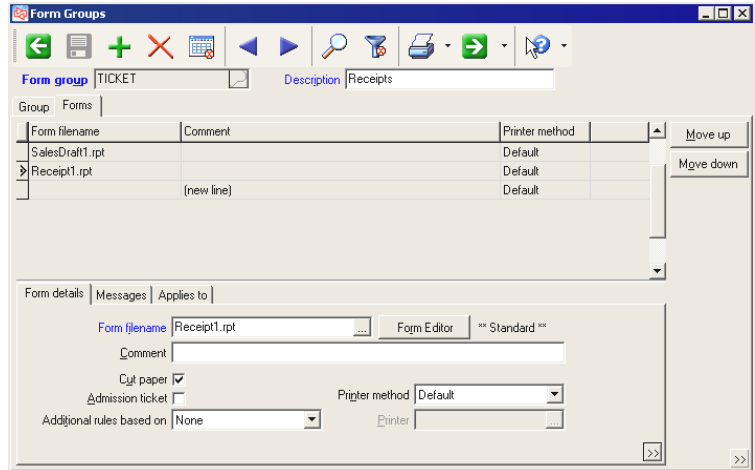 Form Groups
Form group TICKET Description Receipts
Group Forms
Form filename Comment Printer method
SalesDraft1.rpt Default
Receipt1.rpt Default
(new line) Default
Move up
Move down
Form details Messages Applies to
Form filename Receipt1.rpt ... Form Editor ** Standard **
Comment
Cut paper
Admission ticket Printer method Default
Additional rules based on None Printer ...
>>
>>